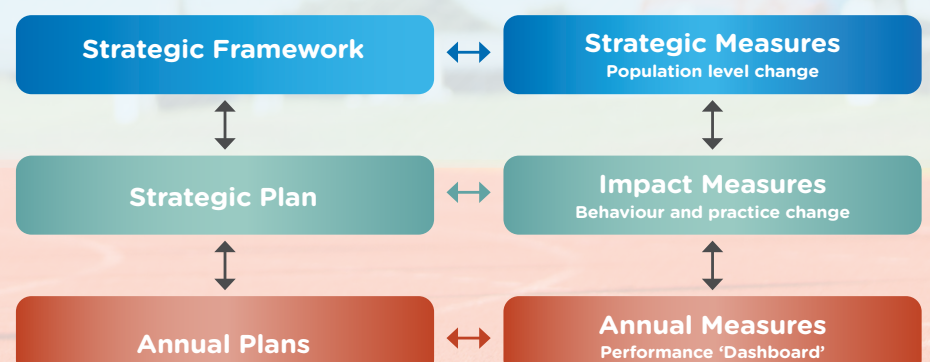 Strategic Framework
Strategic Measures
Population level change
Strategic Plan
Impact Measures
Behaviour and practice change
Annual Plans
Annual Measures
Performance ‘Dashboard’